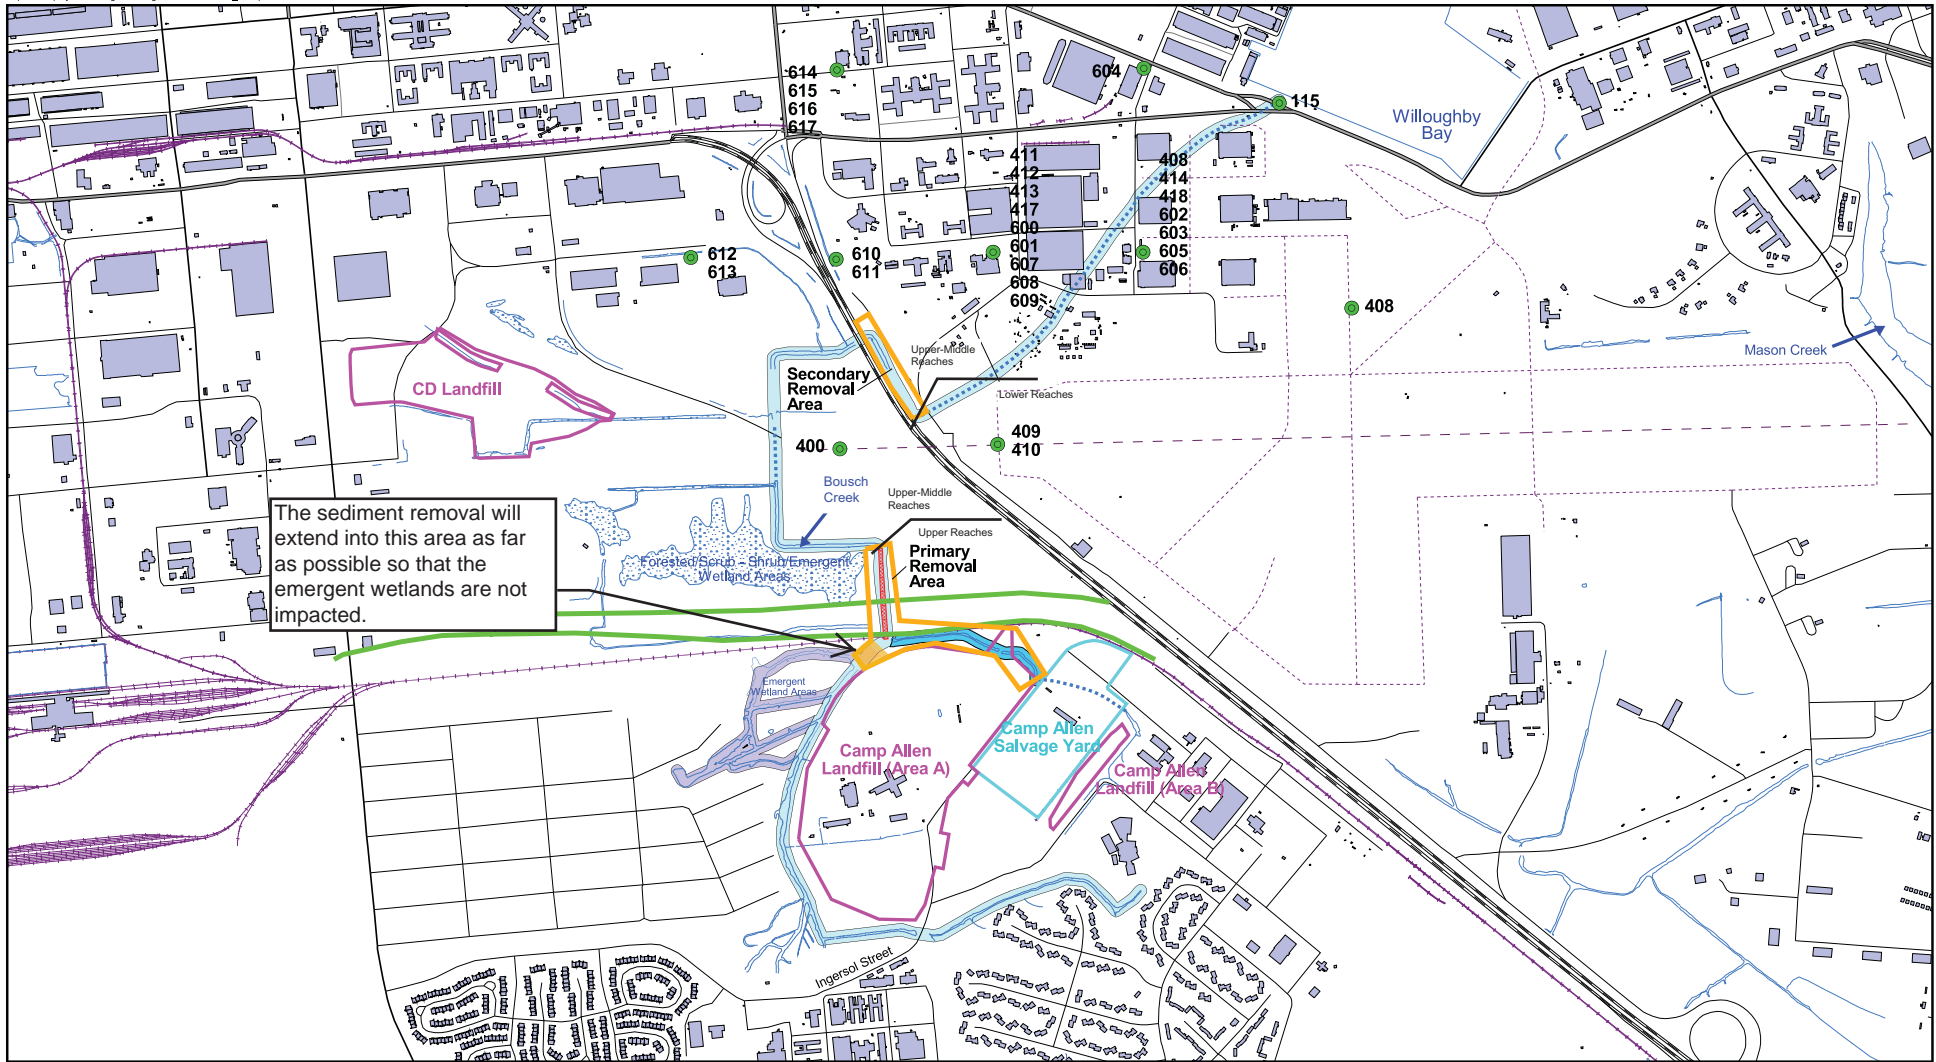 614
615
616
617
604
115
Willoughby
Bay
411
412
413
417
600
601
607
608
609
408
414
418
602
603
605
606
612
613
610
611
408
Mason Creek
Upper-Middle
Reaches
Secondary
Removal
Area
Lower Reaches
CD Landfill
400
409
410
Bousch
Creek
Upper-Middle
Reaches
Upper Reaches
Primary
Removal
Area
The sediment removal will
extend into this area as far
as possible so that the
emergent wetlands are not
impacted.
Forested/Scrub - Shrub/Emergent
Wetland Areas
Emergent
Wetland Areas
Camp Allen
Landfill (Area A)
Camp Allen
Salvage Yard
Camp Allen
Landfill (Area B)
Ingersol Street